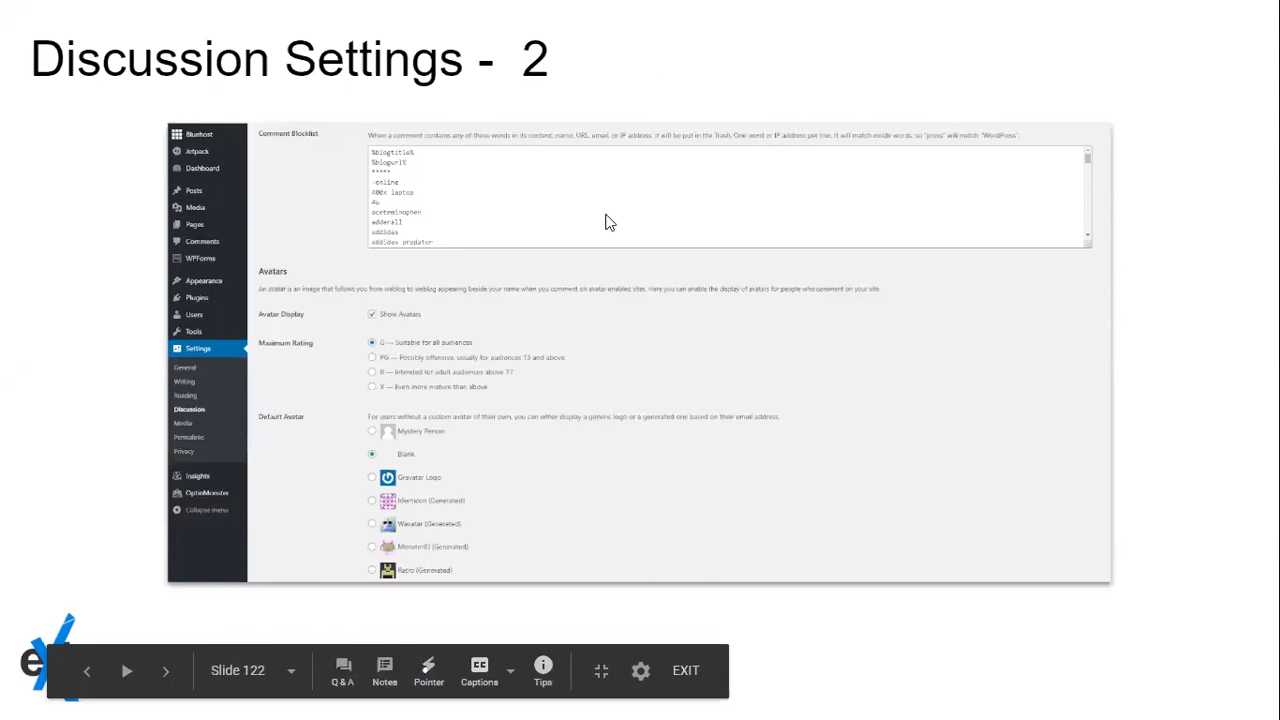 Discussion Settings - 2
Bluehost
Jetpack
Dashboard
Posts
Media
Pages
Comments
WPForms
Appearance
Plugins
Users
Tools
Settings
General
Writing
Reading
Discussion
Media
Permalinks
Privacy
Insights
OptinMonster
Collapse menu
Comment Blocklist
When a comment contains any of these words in its content, name, URL, email, or IP address, it will be put in the Trash. One word or IP address per line. It will match inside words, so "press" will match "WordPress".
%blogtitle%
%blogurl%
*****
-online
400x laptop
4u
aceteminophen
adderall
addidas
addidas predator
Avatars
An avatar is an image that follows you from weblog to weblog appearing beside your name when you comment on avatar enabled sites. Here you can enable the display of avatars for people who comment on your site.
Avatar Display
Show Avatars
Maximum Rating
G — Suitable for all audiences
PG — Possibly offensive, usually for audiences 13 and above
R — Intended for adult audiences above 17
X — Even more mature than above
Default Avatar
For users without a custom avatar of their own, you can either display a generic logo or a generated one based on their email address.
Mystery Person
Blank
Gravatar Logo
Identicon (Generated)
Wavatar (Generated)
MonsterID (Generated)
Retro (Generated)
Slide 122
Q & A
Notes
Pointer
CC
Captions
Tips
EXIT